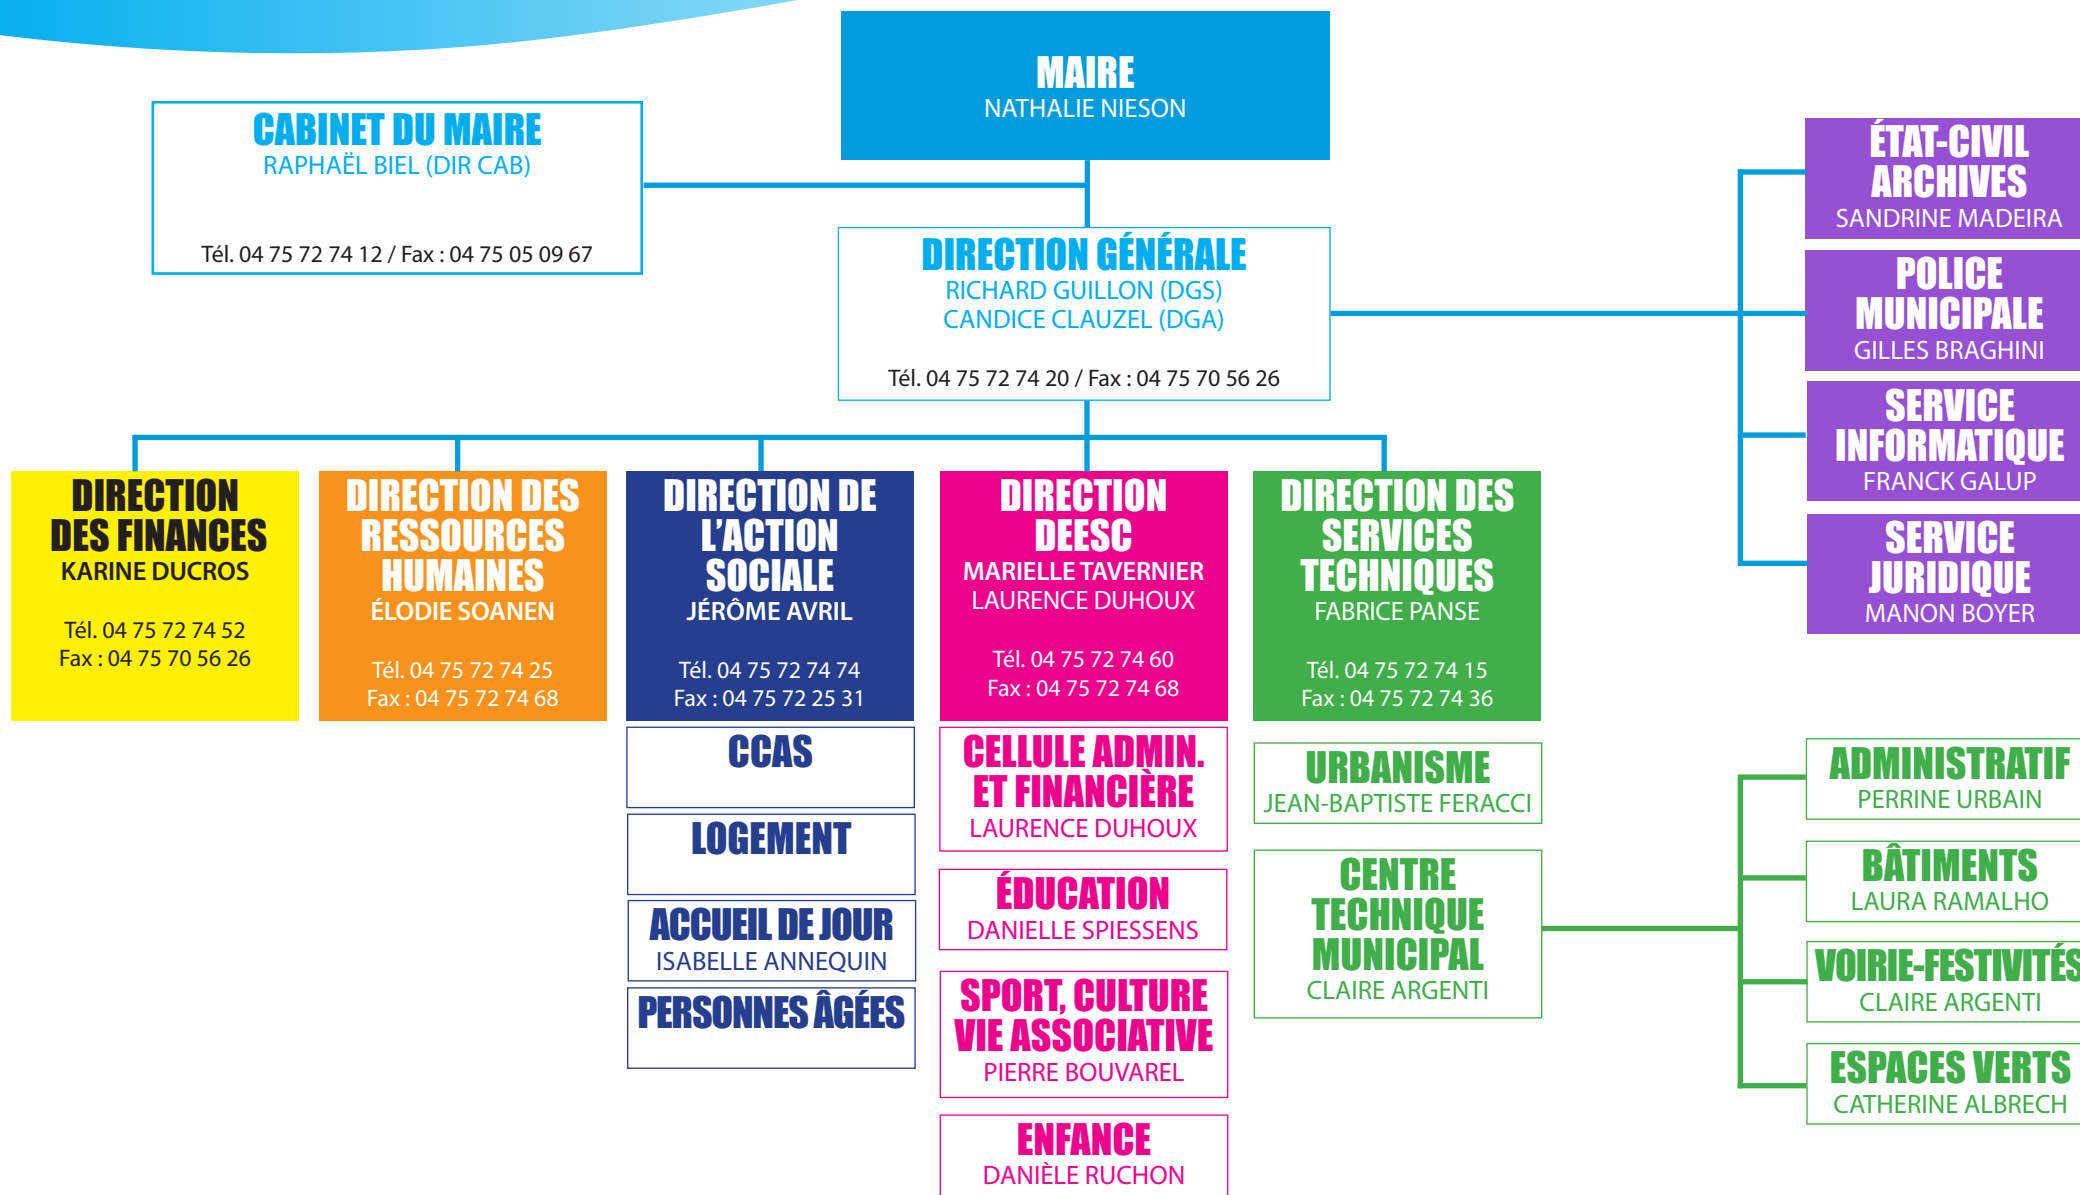 MAIRE
NATHALIE NIESON
CABINET DU MAIRE
RAPHAËL BIEL (DIR CAB)
Tél. 04 75 72 74 12 / Fax : 04 75 05 09 67
DIRECTION GÉNÉRALE
RICHARD GUILLON (DGS)
CANDICE CLAUZEL (DGA)
Tél. 04 75 72 74 20 / Fax : 04 75 70 56 26
ÉTAT-CIVIL
ARCHIVES
SANDRINE MADEIRA
POLICE
MUNICIPALE
GILLES BRAGHINI
SERVICE
INFORMATIQUE
FRANCK GALUP
SERVICE
JURIDIQUE
MANON BOYER
DIRECTION
DES FINANCES
KARINE DUCROS
Tél. 04 75 72 74 52
Fax : 04 75 70 56 26
DIRECTION DES
RESSOURCES
HUMAINES
ÉLODIE SOANEN
Tél. 04 75 72 74 25
Fax : 04 75 72 74 68
DIRECTION DE
L'ACTION
SOCIALE
JÉRÔME AVRIL
Tél. 04 75 72 74 74
Fax : 04 75 72 25 31
CCAS
LOGEMENT
ACCUEIL DE JOUR
ISABELLE ANNEQUIN
PERSONNES ÂGÉES
DIRECTION
DEESC
MARIELLE TAVERNIER
LAURENCE DUHOUX
Tél. 04 75 72 74 60
Fax : 04 75 72 74 68
CELLULE ADMIN.
ET FINANCIÈRE
LAURENCE DUHOUX
ÉDUCATION
DANIELLE SPIESSENS
SPORT, CULTURE
VIE ASSOCIATIVE
PIERRE BOUVAREL
ENFANCE
DANIÈLE RUCHON
DIRECTION DES
SERVICES
TECHNIQUES
FABRICE PANSE
Tél. 04 75 72 74 15
Fax : 04 75 72 74 36
URBANISME
JEAN-BAPTISTE FERACCI
CENTRE
TECHNIQUE
MUNICIPAL
CLAIRE ARGENTI
ADMINISTRATIF
PERRINE URBAIN
BÂTIMENTS
LAURA RAMALHO
VOIRIE-FESTIVITÉS
CLAIRE ARGENTI
ESPACES VERTS
CATHERINE ALBRECH